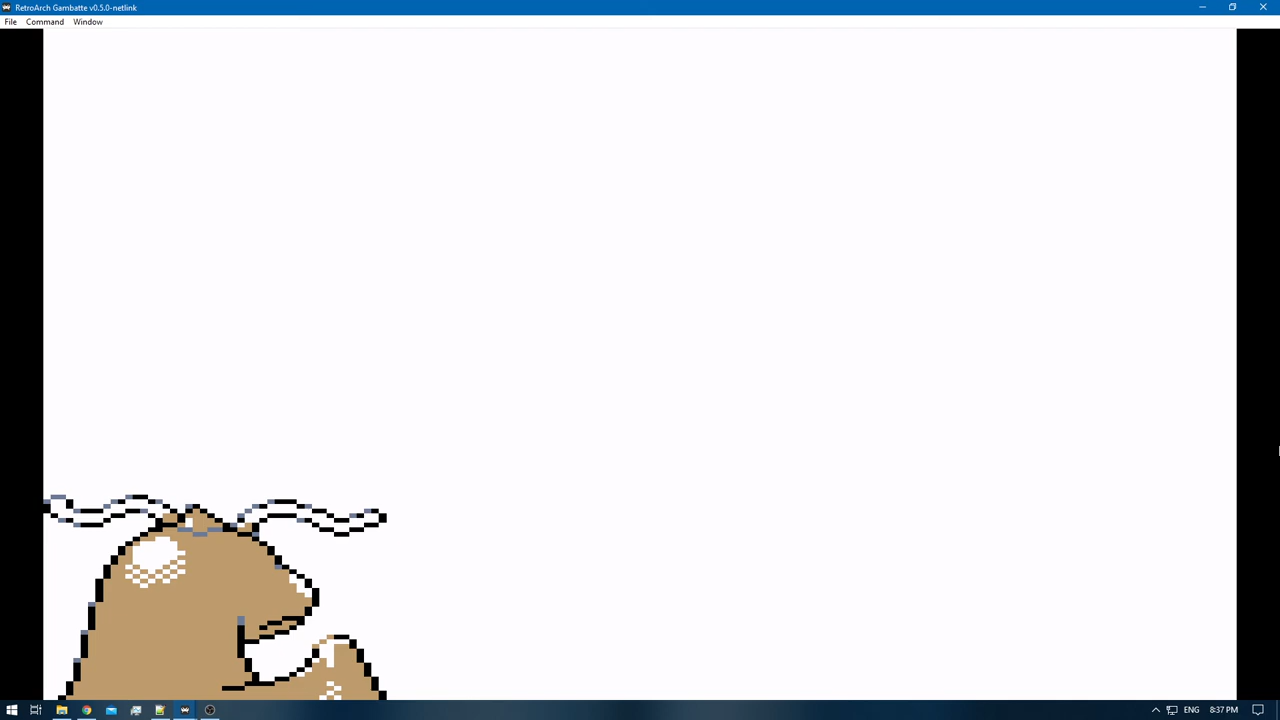 RetroArch Gambatte v0.5.0-netlink
File Command Window
ENG 8:37 PM